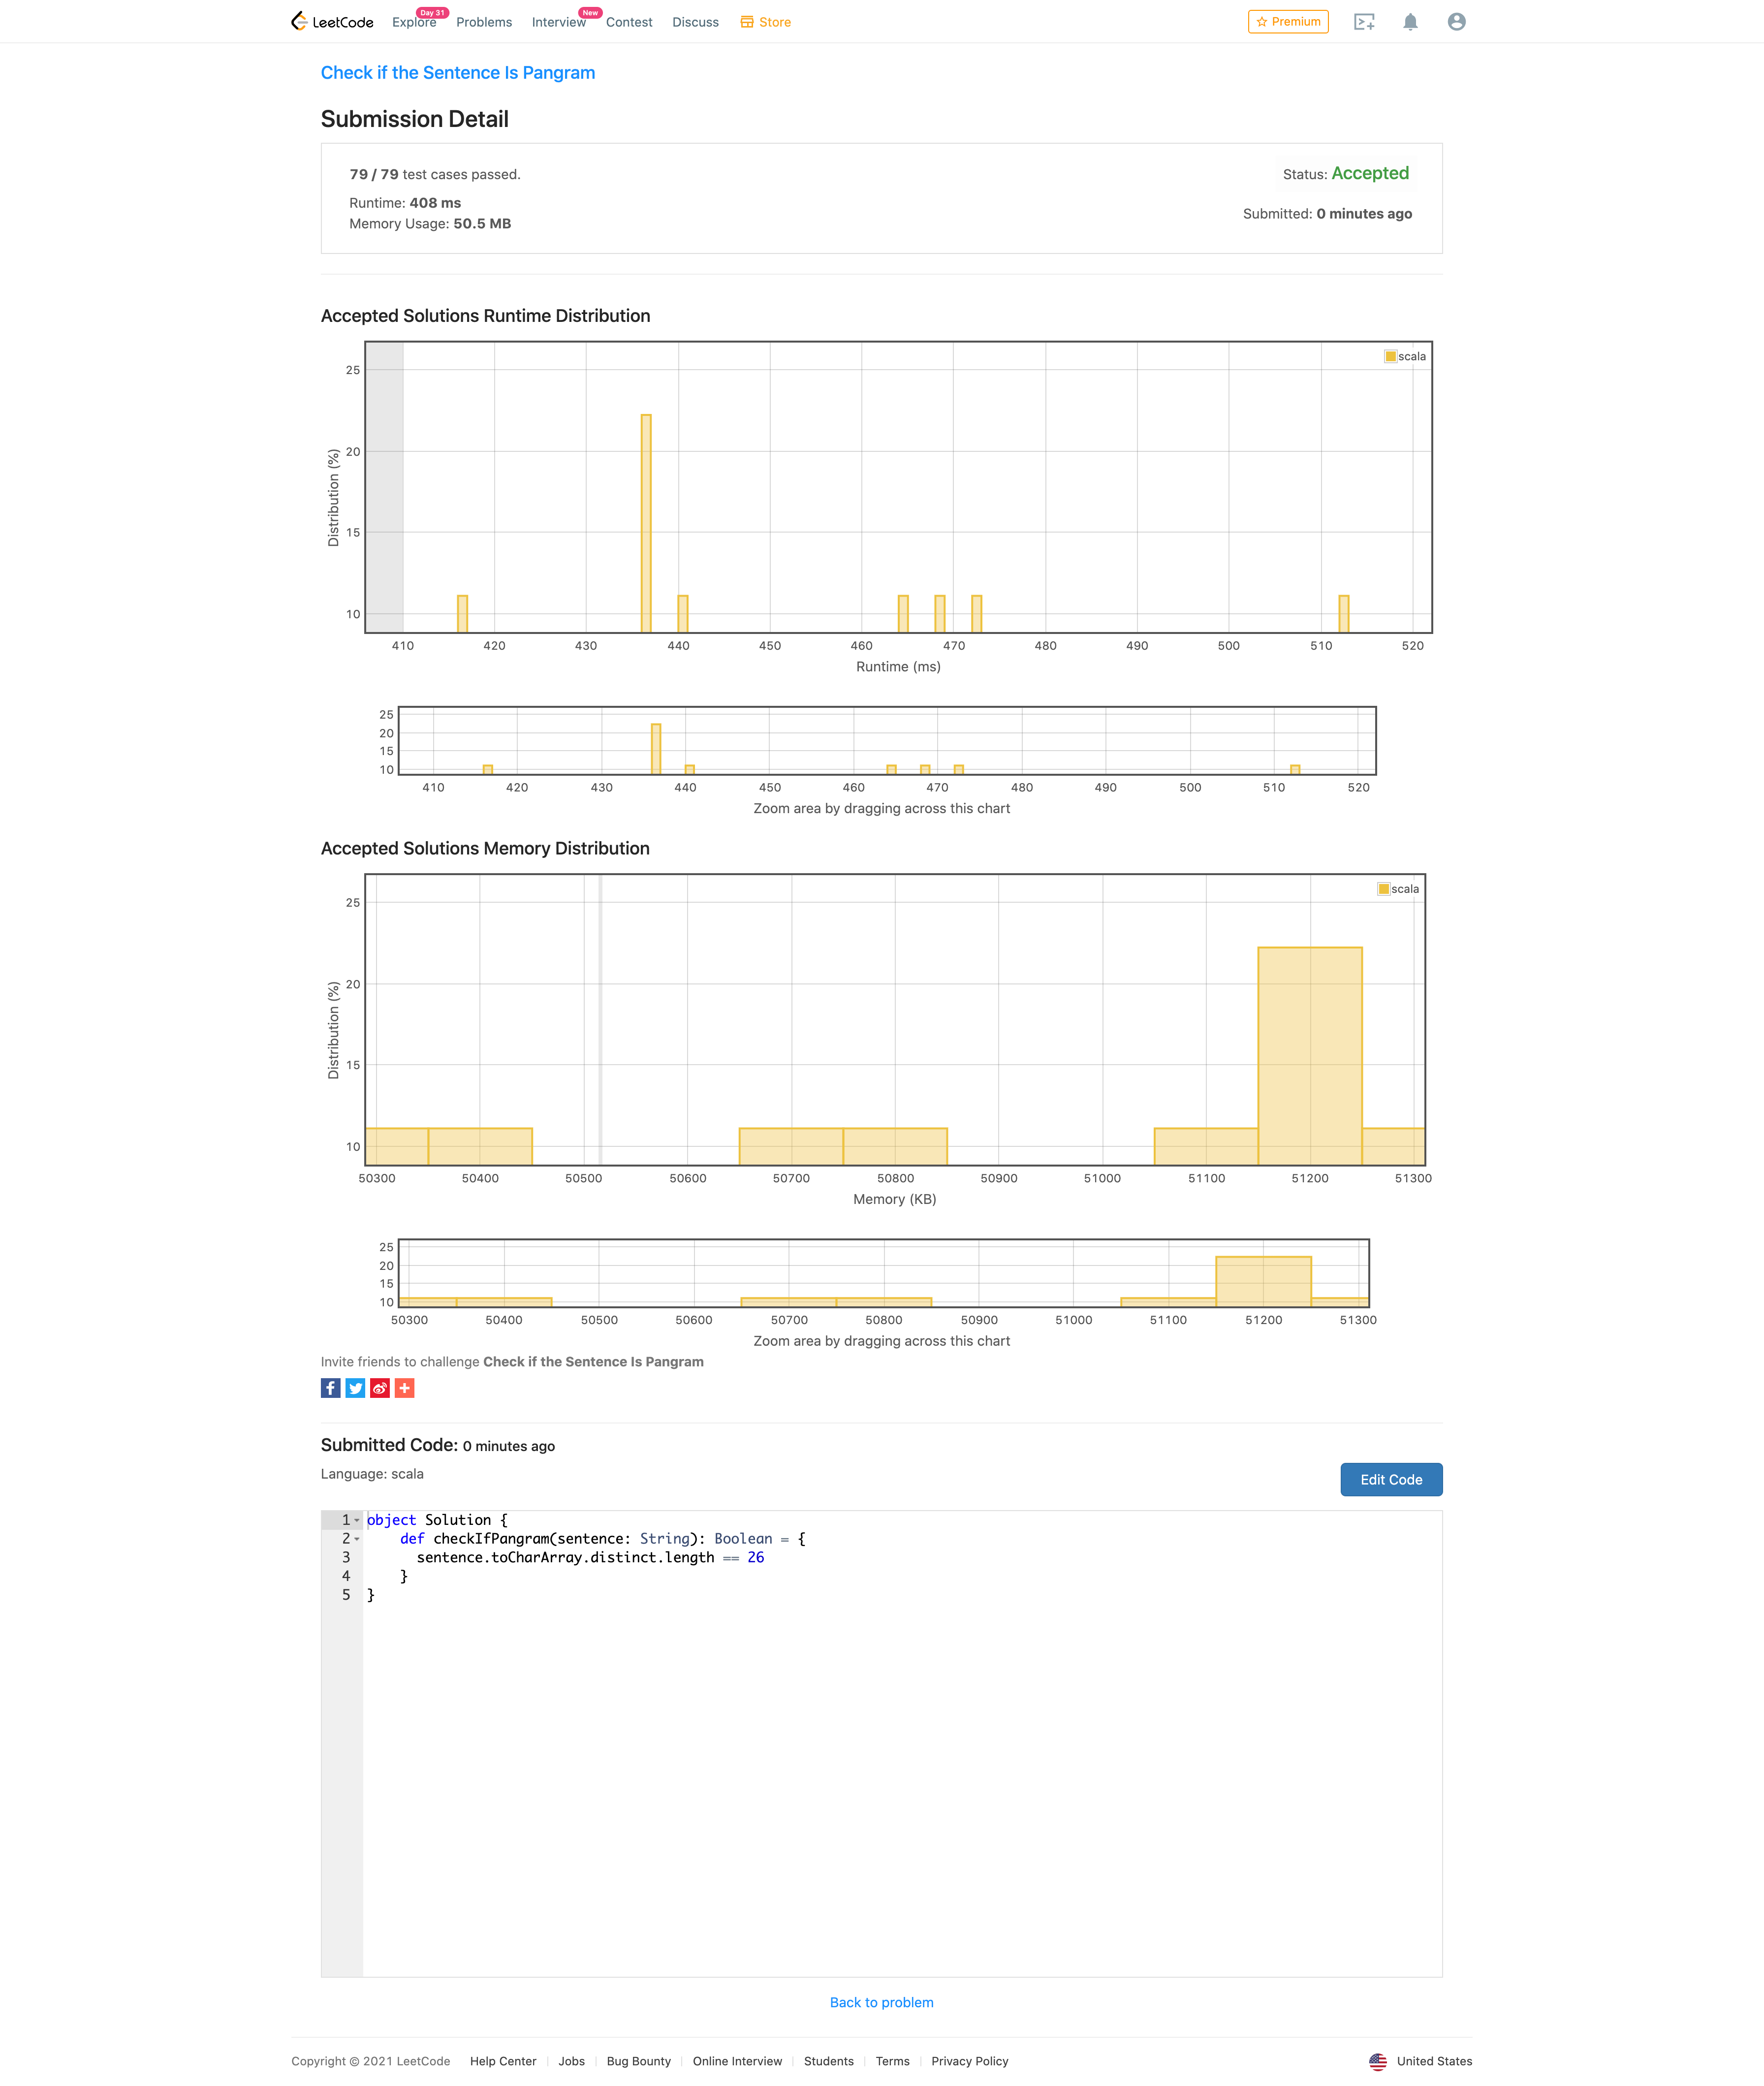 LeetCode Explore Day 31 Problems Interview New Contest Discuss Store Premium
Check if the Sentence Is Pangram
Submission Detail
79 / 79 test cases passed.
Status: Accepted
Runtime: 408 ms
Submitted: 0 minutes ago
Memory Usage: 50.5 MB
Accepted Solutions Runtime Distribution
scala
25
20
15
10
Distribution (%)
410 420 430 440 450 460 470 480 490 500 510 520
Runtime (ms)
25
20
15
10
410 420 430 440 450 460 470 480 490 500 510 520
Zoom area by dragging across this chart
Accepted Solutions Memory Distribution
scala
25
20
15
10
Distribution (%)
50300 50400 50500 50600 50700 50800 50900 51000 51100 51200 51300
Memory (KB)
25
20
15
10
50300 50400 50500 50600 50700 50800 50900 51000 51100 51200 51300
Zoom area by dragging across this chart
Invite friends to challenge Check if the Sentence Is Pangram
Submitted Code: 0 minutes ago
Language: scala
Edit Code
1 object Solution {
2     def checkIfPangram(sentence: String): Boolean = {
3       sentence.toCharArray.distinct.length == 26
4     }
5 }
Back to problem
Copyright © 2021 LeetCode Help Center | Jobs | Bug Bounty | Online Interview | Students | Terms | Privacy Policy United States